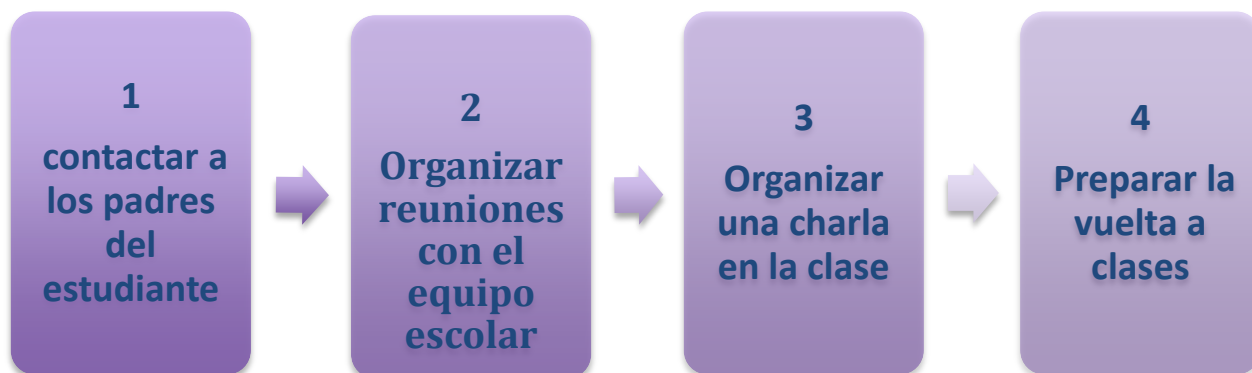 1
contactar a
los padres
del
estudiante
2
Organizar
reuniones
con el
equipo
escolar
3
Organizar
una charla
en la clase
4
Preparar la
vuelta a
clases